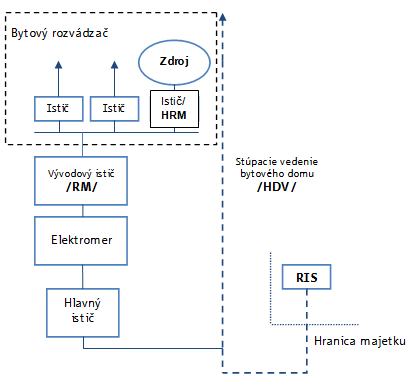 Bytový rozvádzač
Zdroj
Istič
Istič
Istič/
HRM
Vývodový istič
/RM/
Stúpacie vedenie
bytového domu
/HDV/
Elektromer
Hlavný
istič
RIS
Hranica majetku